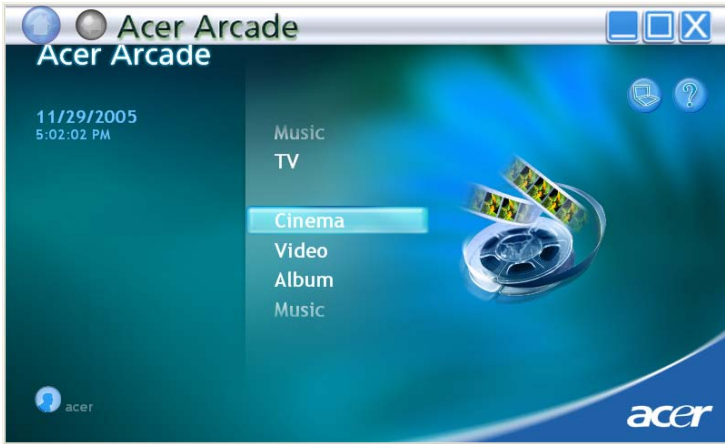 Acer Arcade
Acer Arcade
11/29/2005
5:02:02 PM
Music
TV
Cinema
Video
Album
Music
acer
acer